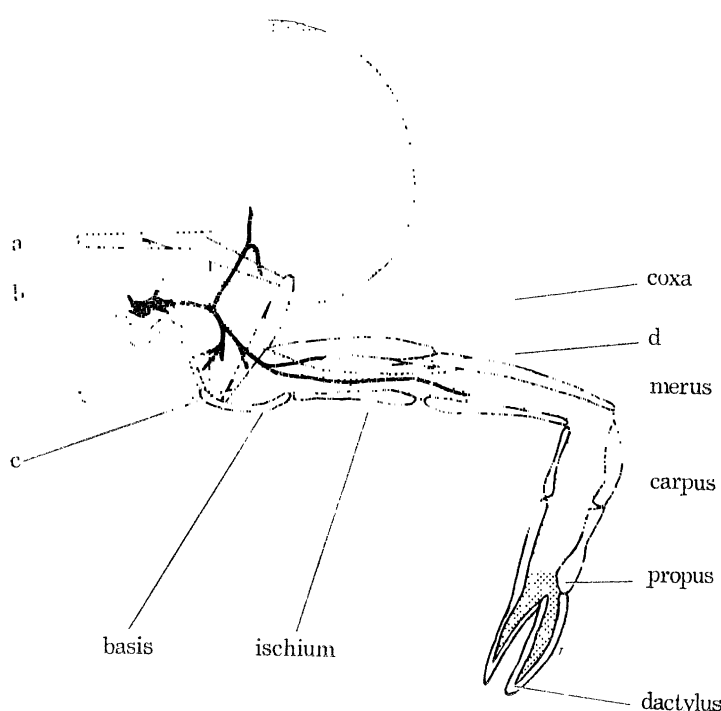 a
coxa
b
d
merus
c
carpus
propus
basis ischium
dactylus